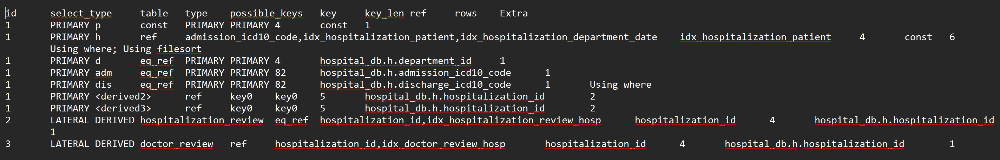 id select_type table type possible_keys key key_len ref rows Extra
1 PRIMARY p const PRIMARY PRIMARY 4 const 1
1 PRIMARY h ref admission_icd10_code,idx_hospitalization_patient,idx_hospitalization_department_date idx_hospitalization_patient 4 const 6
Using where; Using filesort
1 PRIMARY d eq_ref PRIMARY PRIMARY 4 hospital_db.h.department_id 1
1 PRIMARY adm eq_ref PRIMARY PRIMARY 82 hospital_db.h.admission_icd10_code 1
1 PRIMARY dis eq_ref PRIMARY PRIMARY 82 hospital_db.h.discharge_icd10_code 1 Using where
1 PRIMARY <derived2> ref key0 key0 5 hospital_db.h.hospitalization_id 2
1 PRIMARY <derived3> ref key0 key0 5 hospital_db.h.hospitalization_id 2
2 LATERAL DERIVED hospitalization_review eq_ref hospitalization_id,idx_hospitalization_review_hosp hospitalization_id 4 hospital_db.h.hospitalization_id
1
3 LATERAL DERIVED doctor_review ref hospitalization_id,idx_doctor_review_hosp hospitalization_id 4 hospital_db.h.hospitalization_id 1